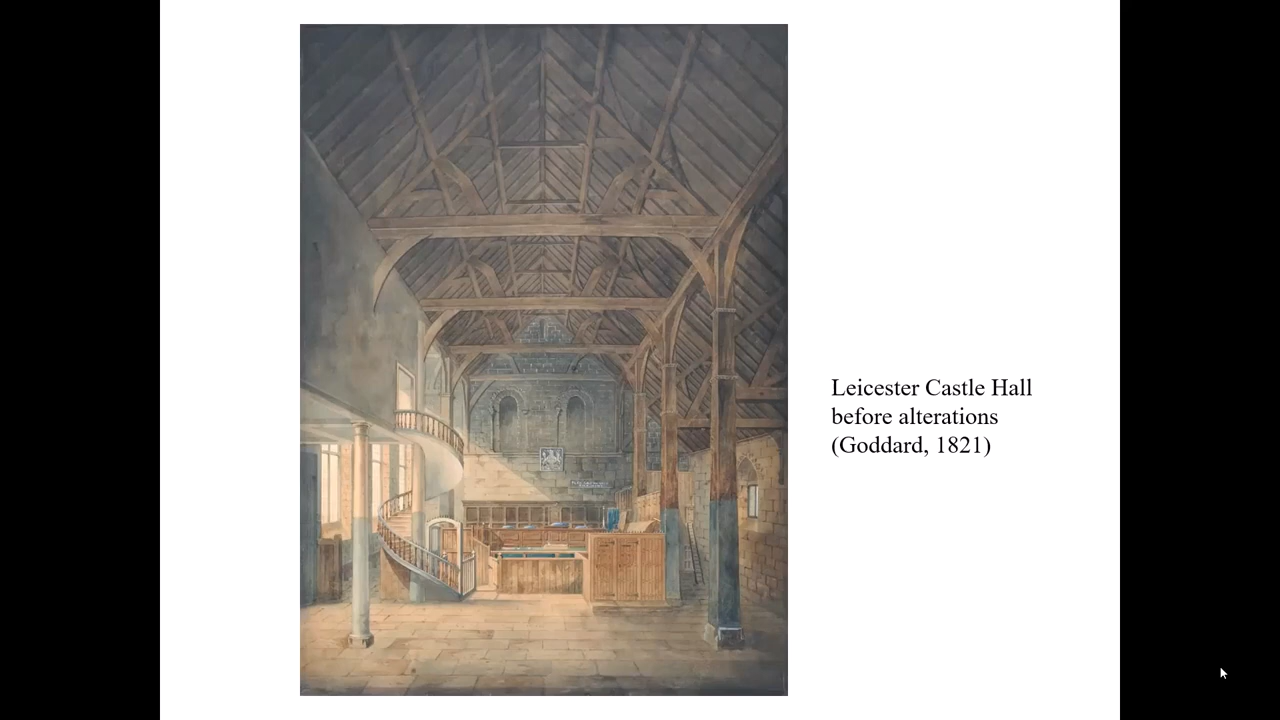 Leicester Castle Hall
before alterations
(Goddard, 1821)